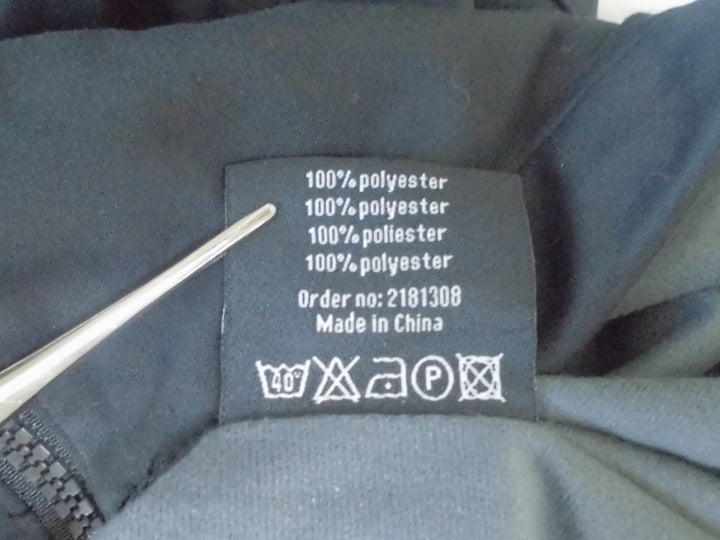 100% polyester
100% polyester
100% poliester
100% polyester
Order no: 2181308
Made in China
40° P